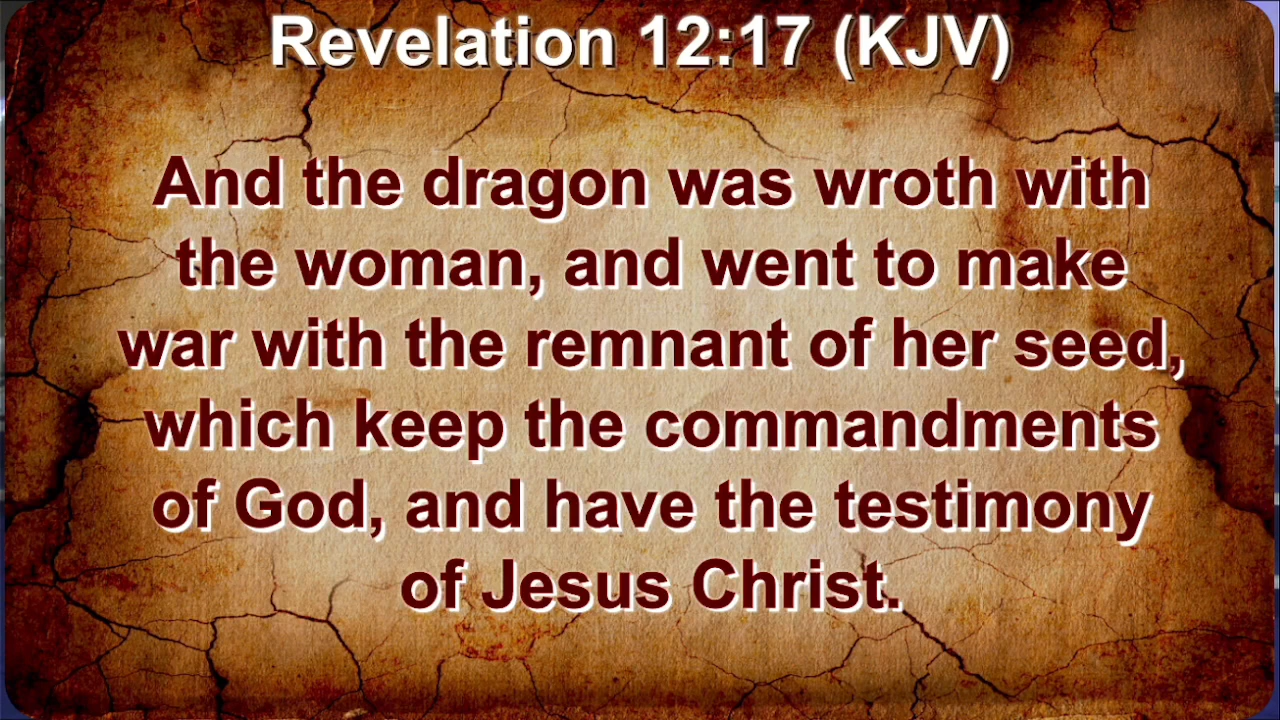 Revelation 12:17 (KJV)
And the dragon was wroth with
the woman, and went to make
war with the remnant of her seed,
which keep the commandments
of God, and have the testimony
of Jesus Christ.